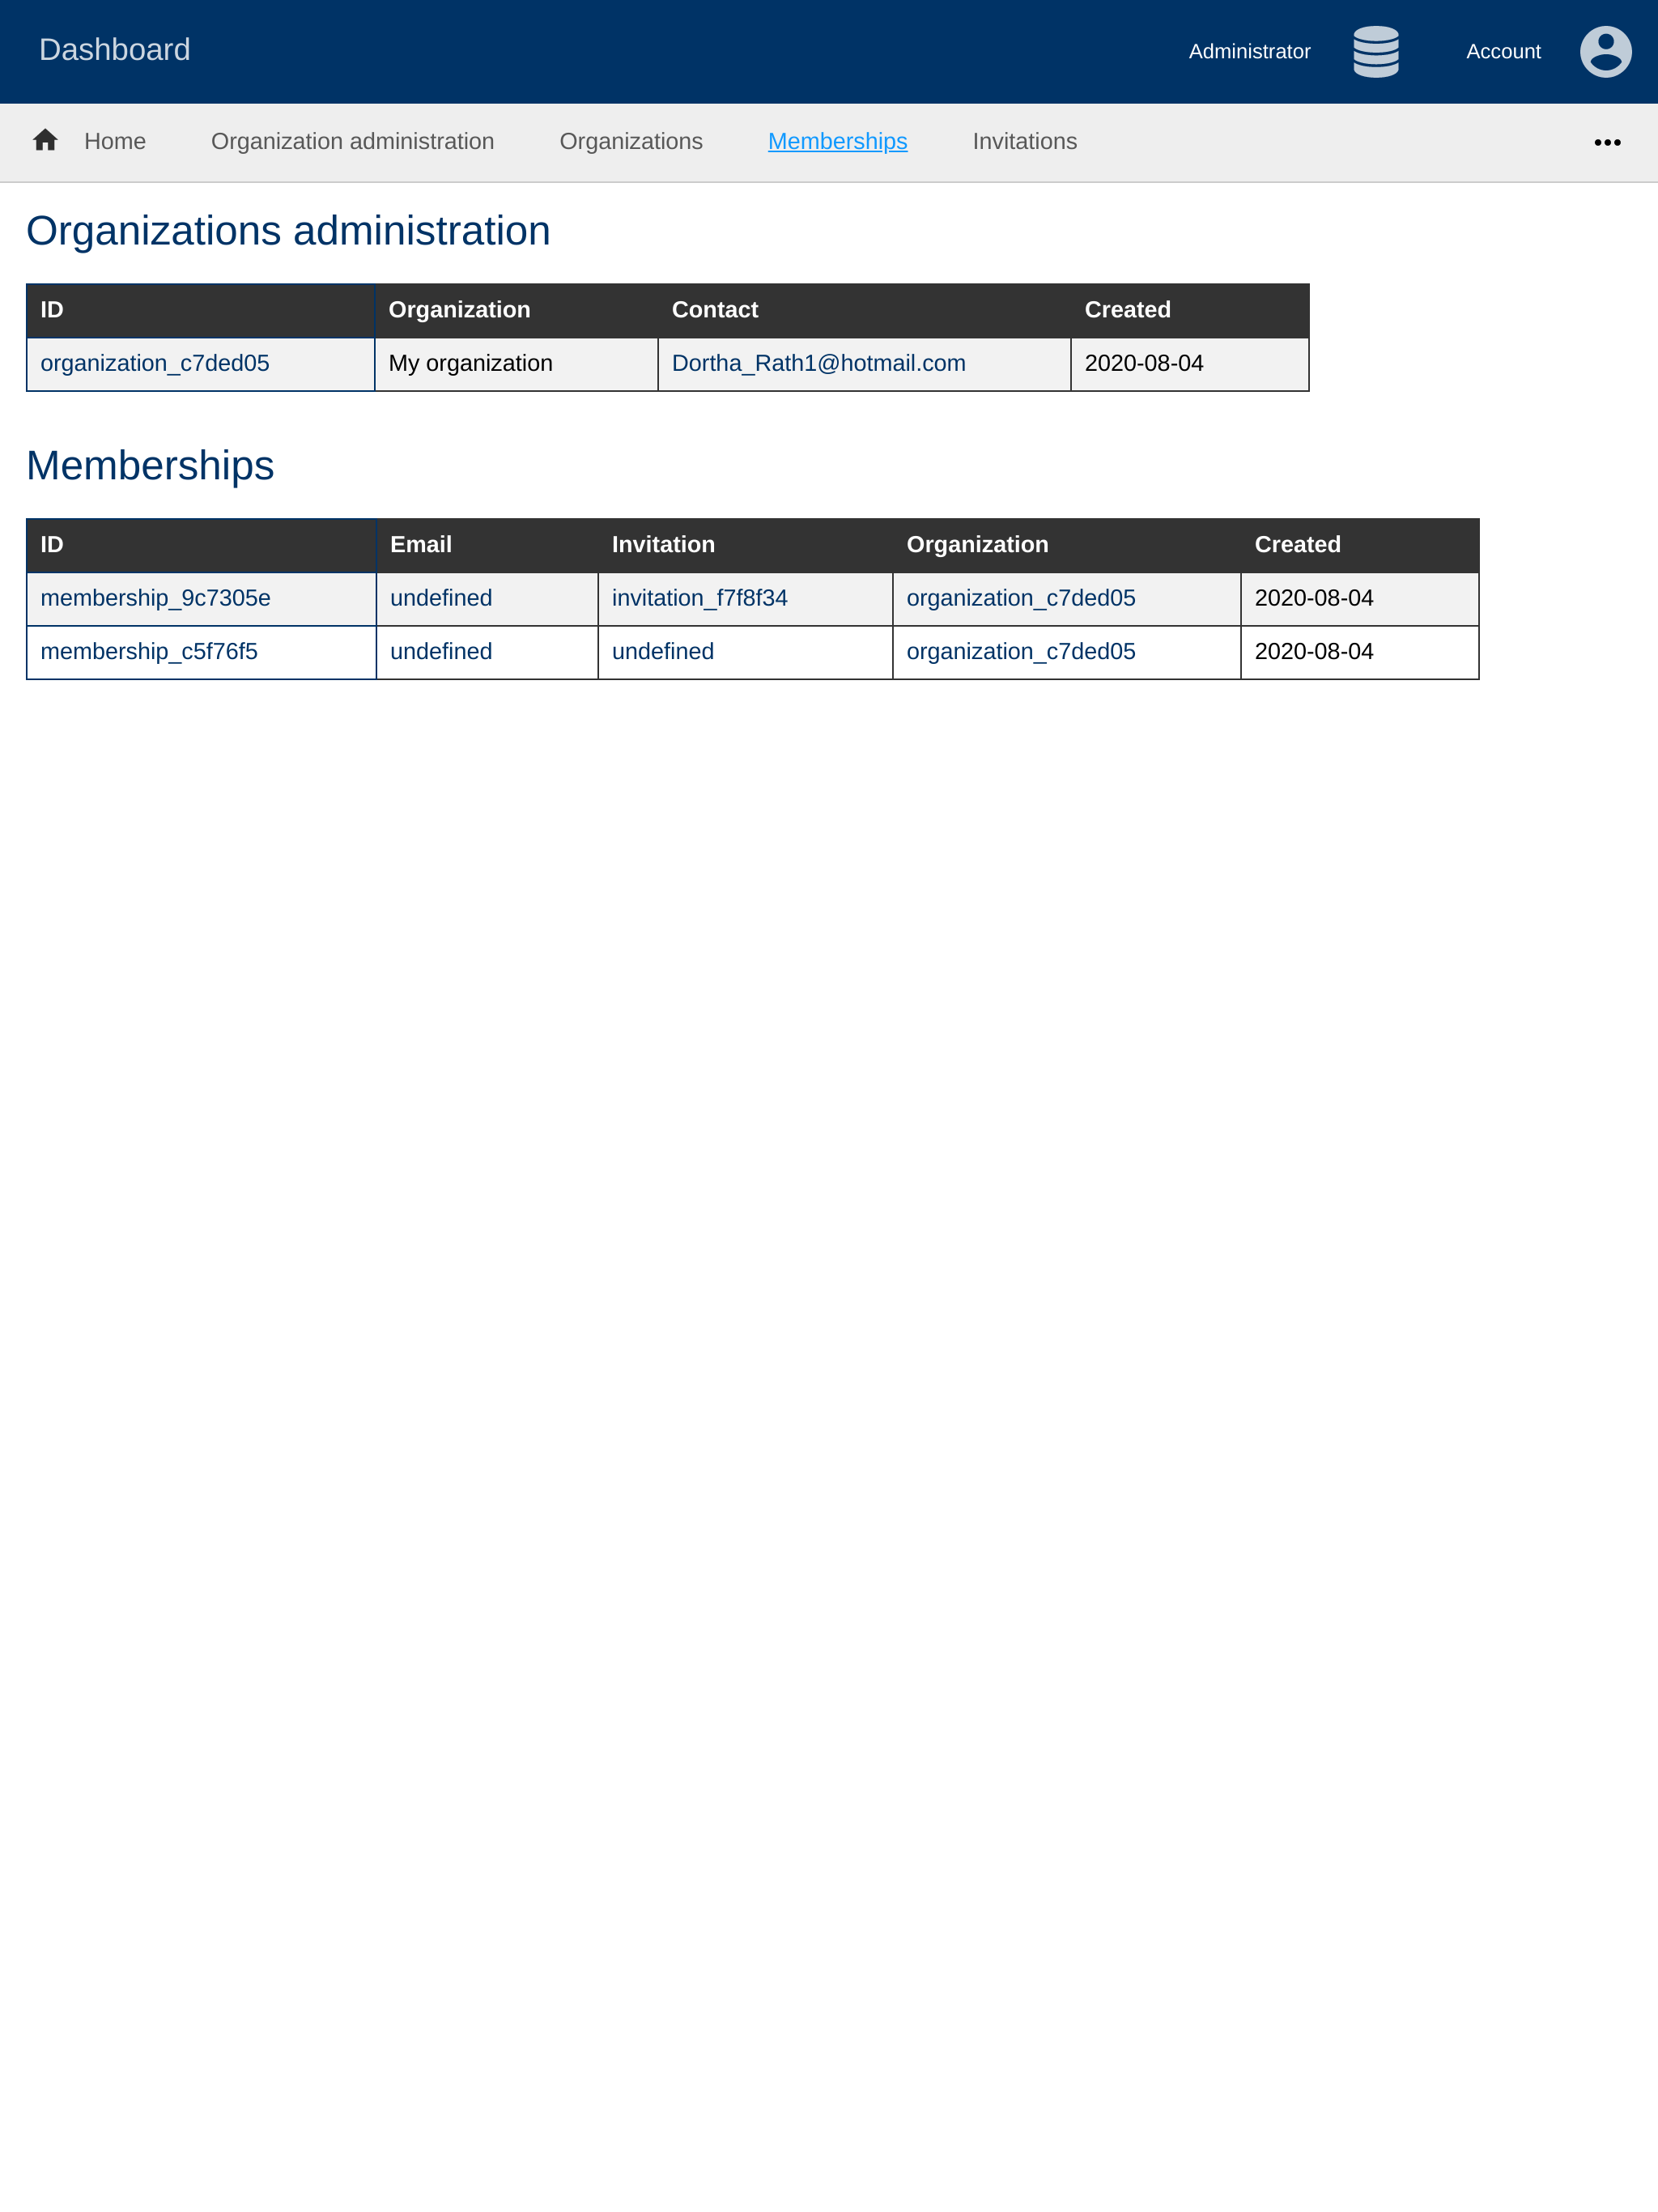 Dashboard Administrator Account
Home Organization administration Organizations Memberships Invitations •••
Organizations administration
ID Organization Contact Created
organization_c7ded05 My organization Dortha_Rath1@hotmail.com 2020-08-04
Memberships
ID Email Invitation Organization Created
membership_9c7305e undefined invitation_f7f8f34 organization_c7ded05 2020-08-04
membership_c5f76f5 undefined undefined organization_c7ded05 2020-08-04